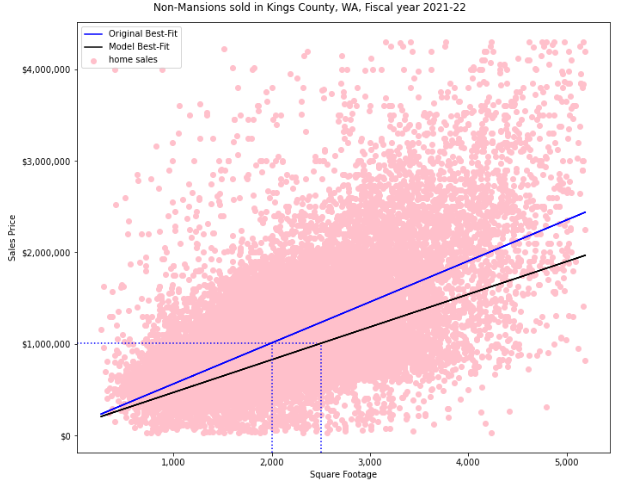 Non-Mansions sold in Kings County, WA, Fiscal year 2021-22
Original Best-Fit
Model Best-Fit
home sales
$4,000,000
$3,000,000
$2,000,000
$1,000,000
$0
Sales Price
1,000 2,000 3,000 4,000 5,000
Square Footage